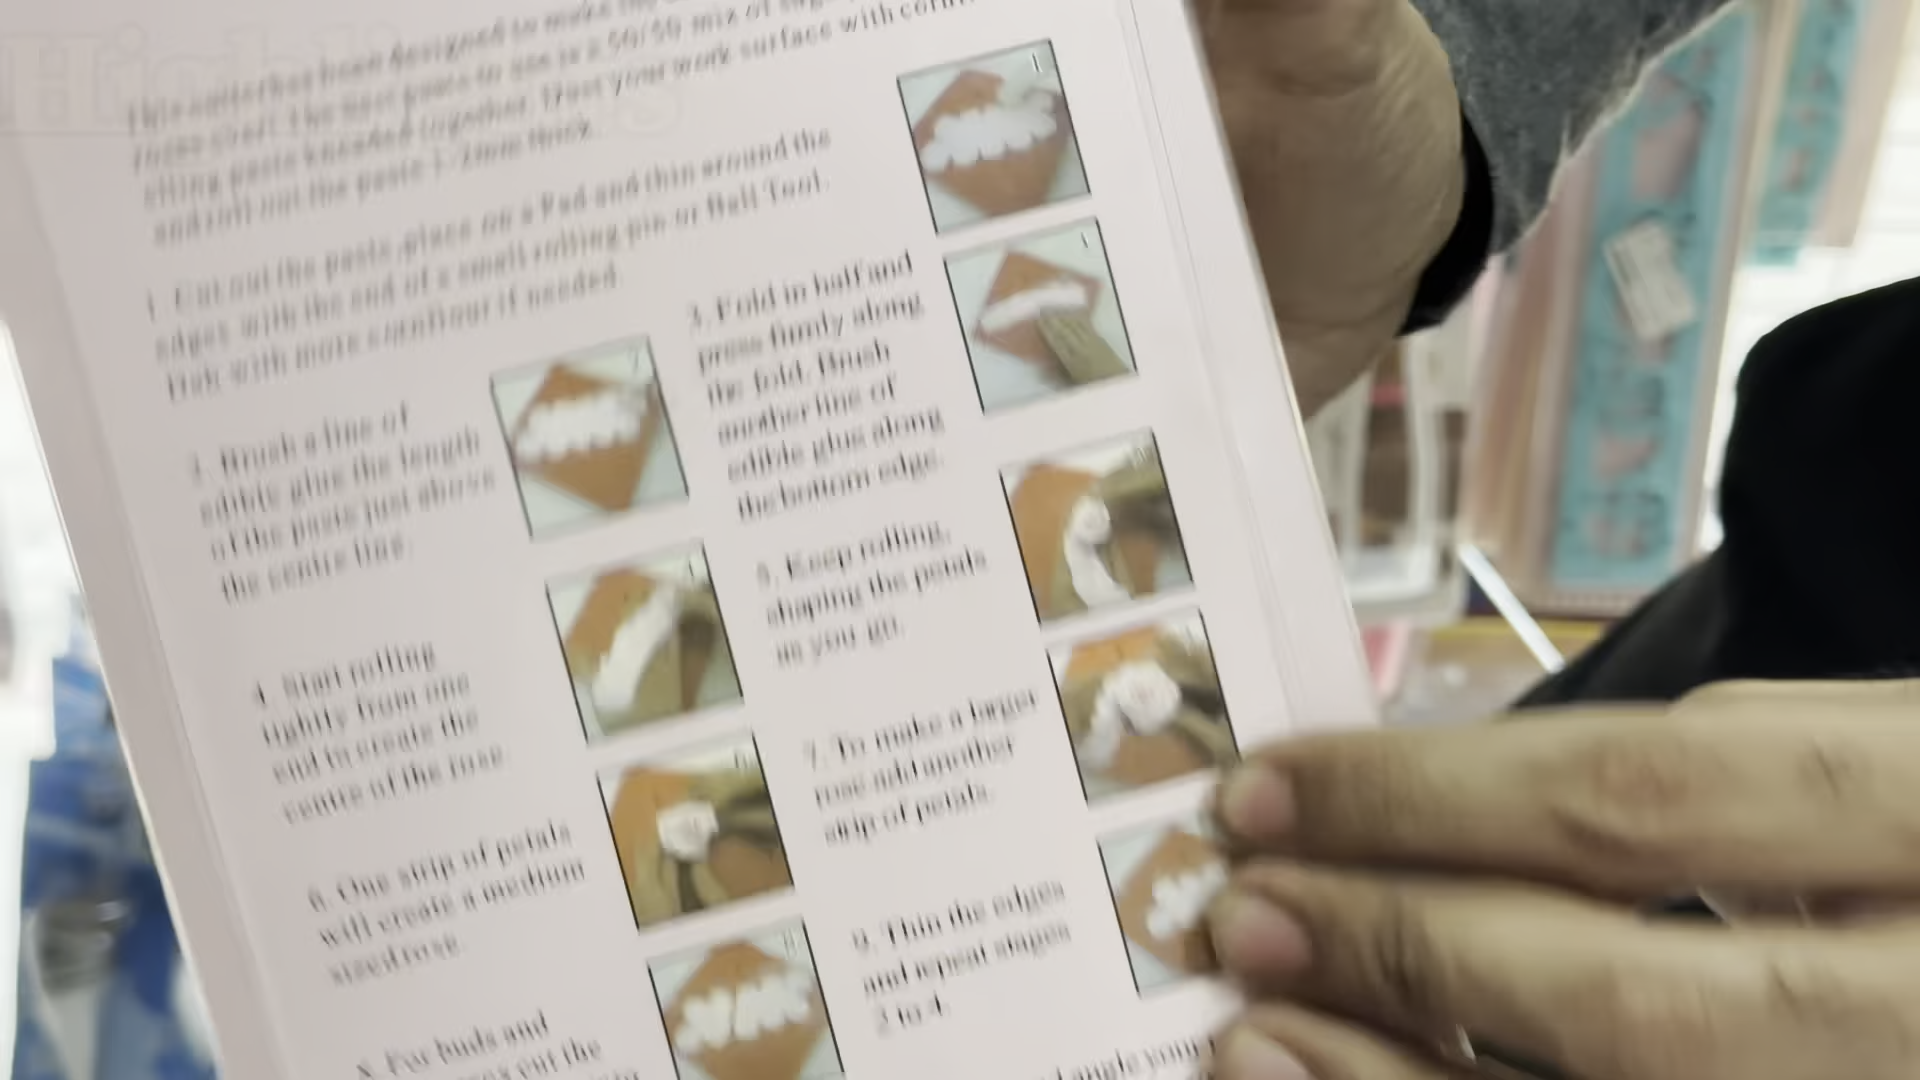 This cutter has been designed to make the
The best paste to use is a 50/50 mix of
paste kneaded together. Dust your work surface with
and roll out the paste 1-2mm thick.
1. Cut out the paste, place on a Pad and thin around the
edges with the end of a small rolling pin or Ball Tool.
with more cornflour if needed.
2. Brush a line of
edible glue the length
of the paste just above
the centre line.
3. Fold in half and
press firmly along
the fold. Brush
another line of
edible glue along
the bottom edge.
4. Start rolling
tightly from one
end to create the
centre of the rose.
5. Keep rolling,
shaping the petals
as you go.
6. One strip of petals
will create a medium
sized rose.
7. To make a larger
rose add another
strip of petals.
8. For buds and
cut the
9. Thin the edges
and repeat stages
2 to 4.
angle your